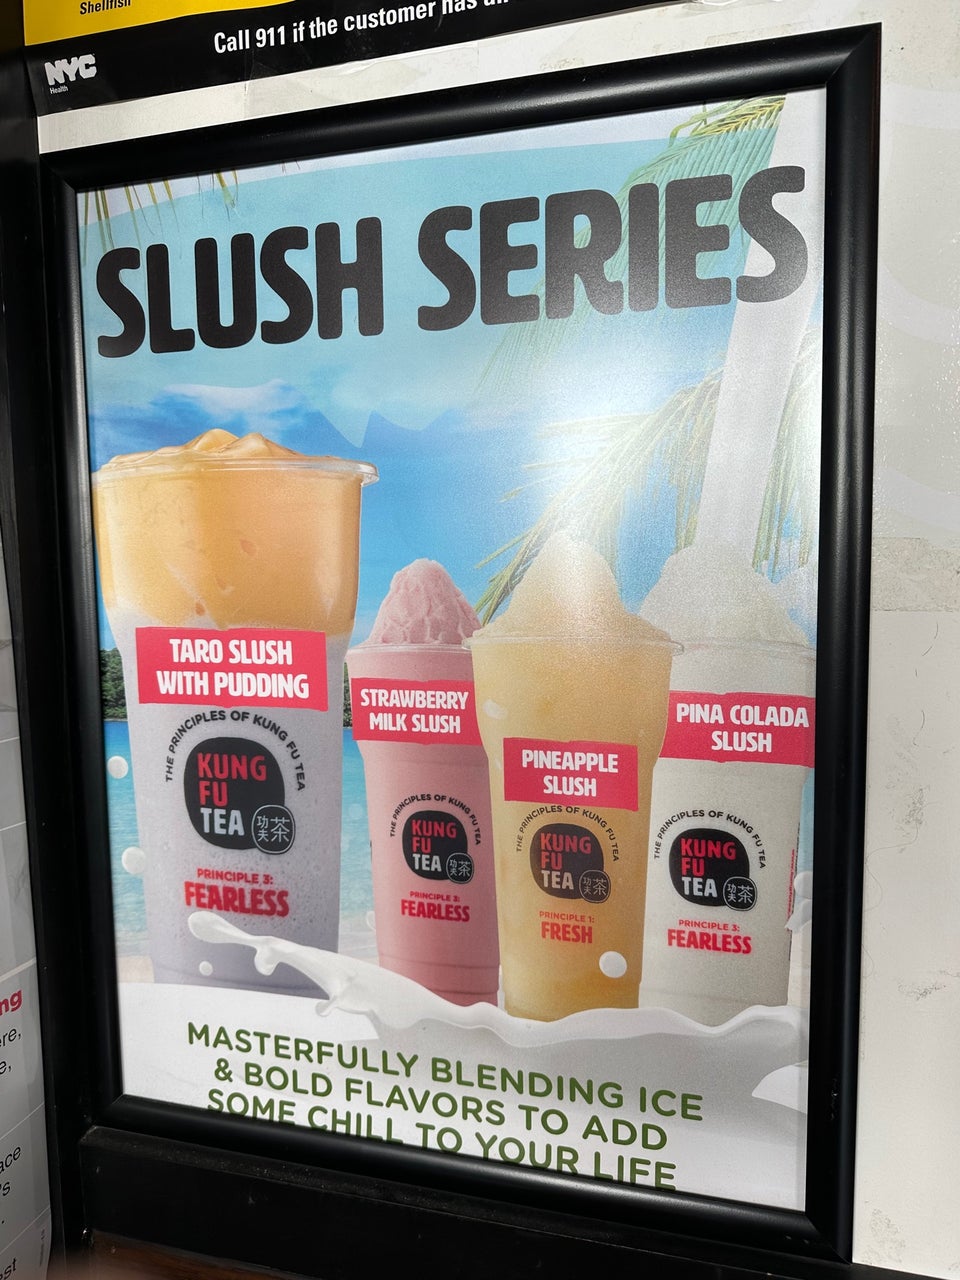 Shellfish
Call 911 if the customer has
NYC
Health
SLUSH SERIES
TARO SLUSH
WITH PUDDING
THE PRINCIPLES OF KUNG FU TEA
KUNG
FU
TEA
功夫茶
PRINCIPLE 3:
FEARLESS
STRAWBERRY
MILK SLUSH
THE PRINCIPLES OF KUNG FU TEA
KUNG
FU
TEA
功夫茶
PRINCIPLE 3:
FEARLESS
PINEAPPLE
SLUSH
THE PRINCIPLES OF KUNG FU TEA
KUNG
FU
TEA
功夫茶
PRINCIPLE 1:
FRESH
PINA COLADA
SLUSH
THE PRINCIPLES OF KUNG FU TEA
KUNG
FU
TEA
功夫茶
PRINCIPLE 3:
FEARLESS
MASTERFULLY BLENDING ICE
& BOLD FLAVORS TO ADD
SOME CHILL TO YOUR LIFE